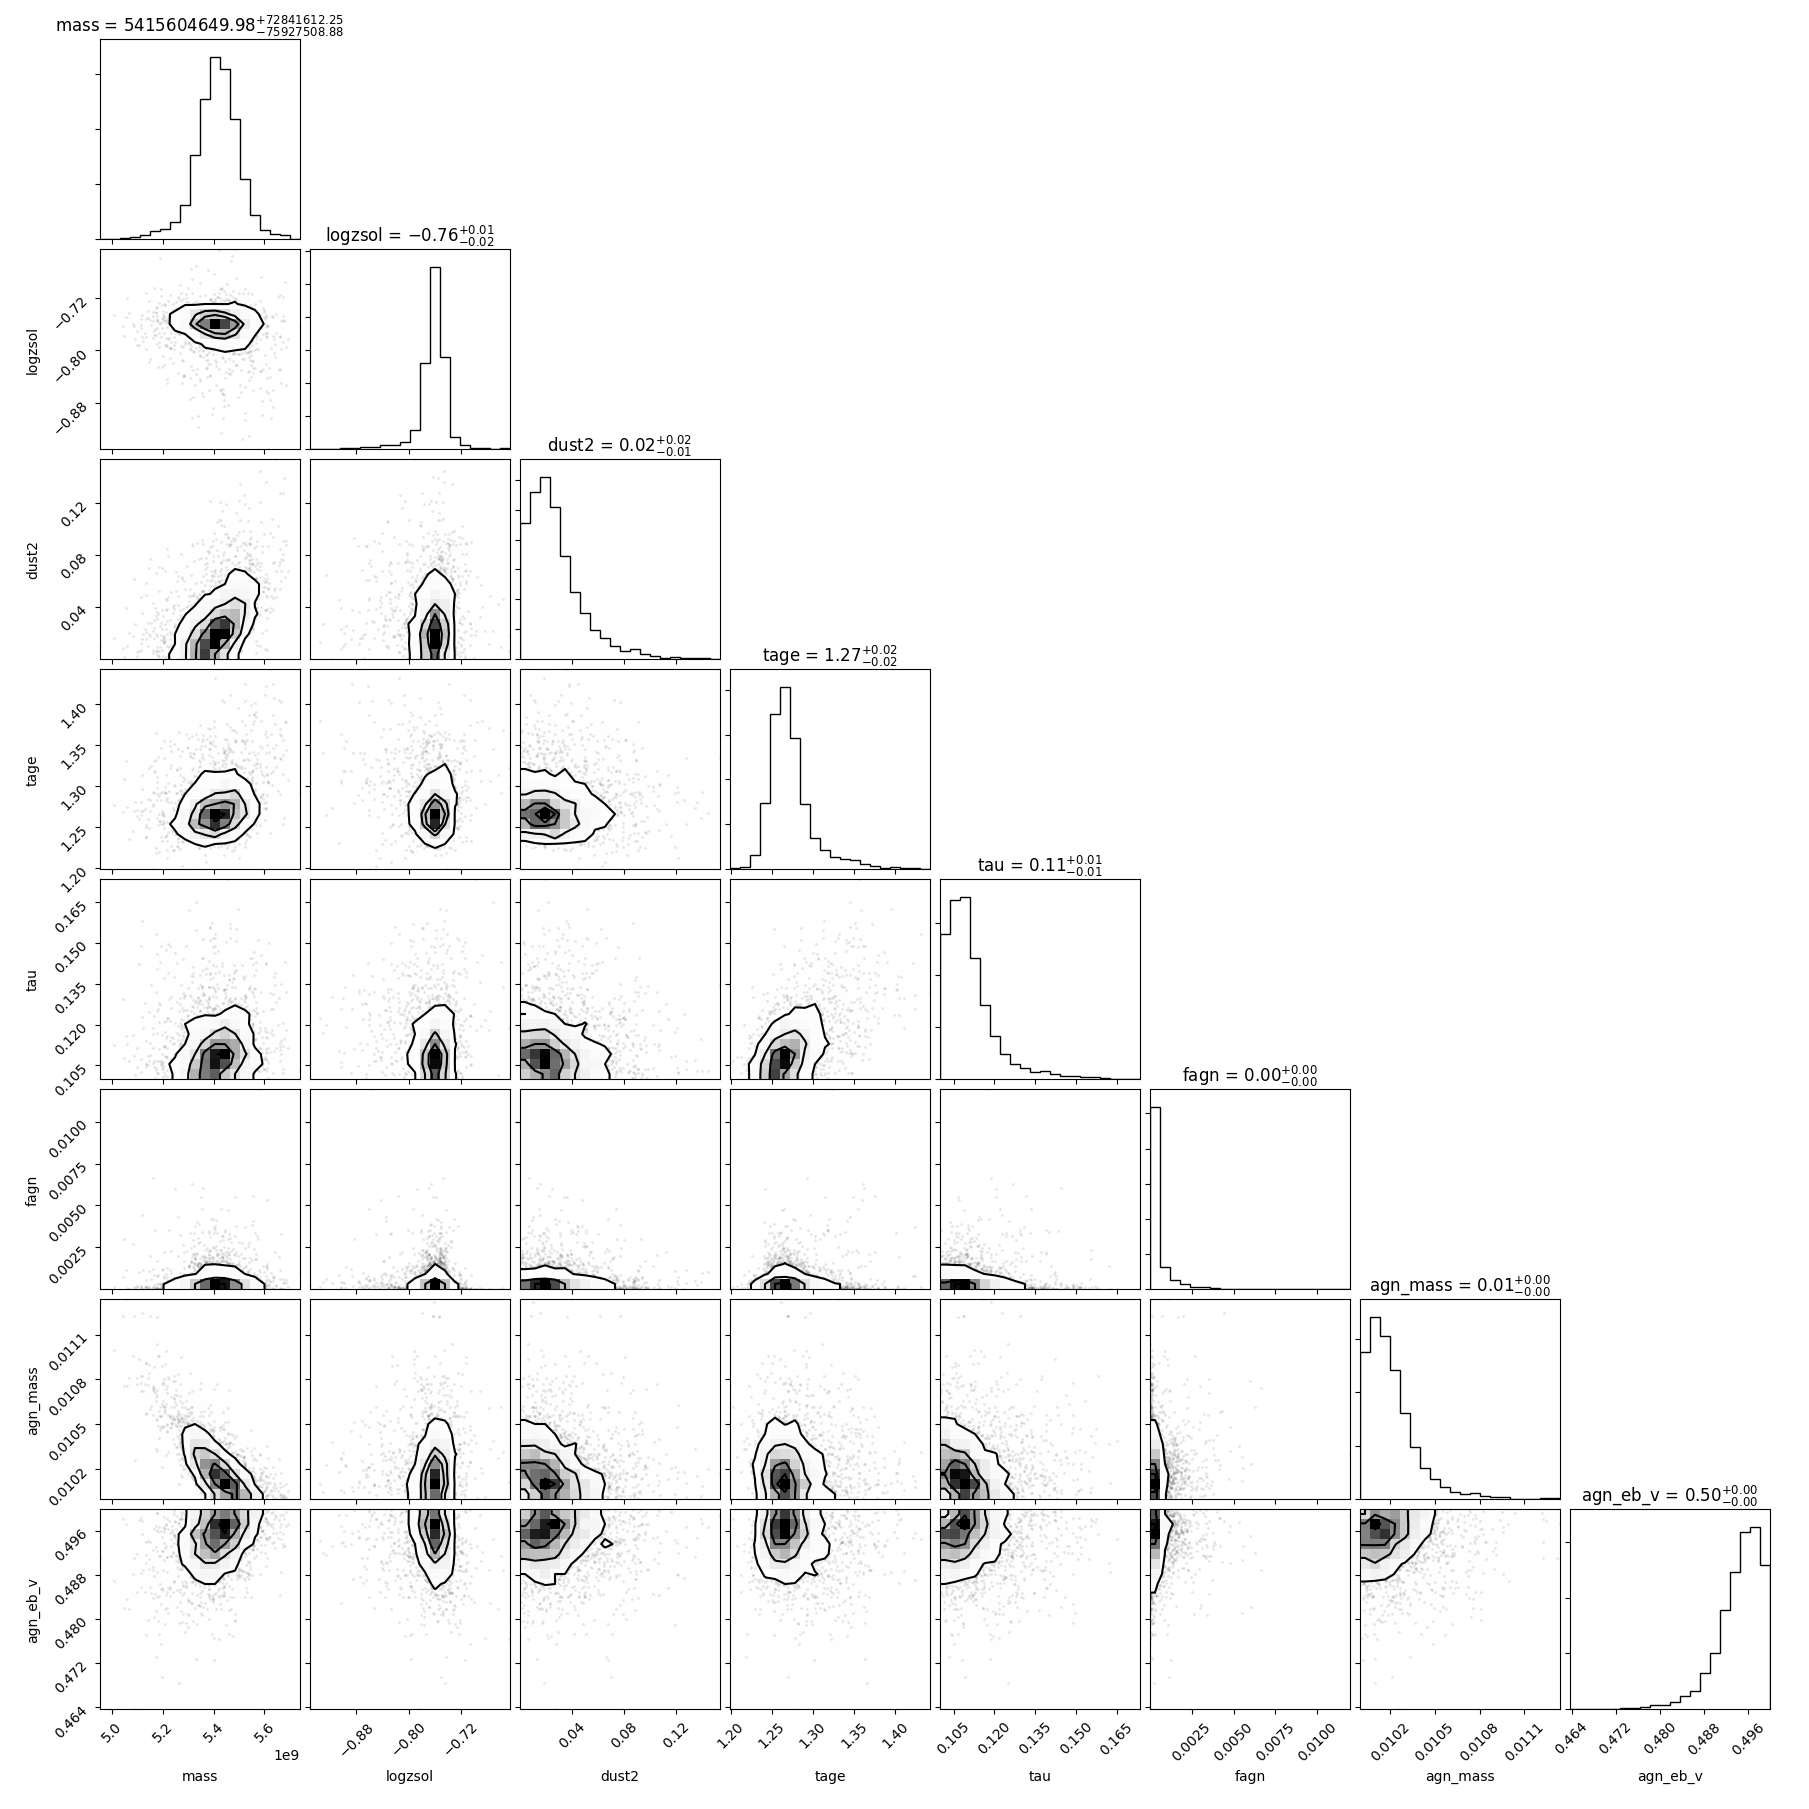 mass = 5415604649.98+72841612.25−75927508.88
logzsol = −0.76+0.01−0.02
logzsol
−0.72
−0.80
−0.88
dust2 = 0.02+0.02−0.01
dust2
0.12
0.08
0.04
tage = 1.27+0.02−0.02
tage
1.40
1.35
1.30
1.25
1.20
tau = 0.11+0.01−0.01
tau
0.165
0.150
0.135
0.120
0.105
fagn = 0.00+0.00−0.00
fagn
0.0100
0.0075
0.0050
0.0025
agn_mass = 0.01+0.00−0.00
agn_mass
0.0111
0.0108
0.0105
0.0102
agn_eb_v = 0.50+0.00−0.00
agn_eb_v
0.496
0.488
0.480
0.472
0.464
5.0 5.2 5.4 5.6 −0.88 −0.80 −0.72 0.04 0.08 0.12 1.20 1.25 1.30 1.35 1.40 0.105 0.120 0.135 0.150 0.165 0.0025 0.0050 0.0075 0.0100 0.0102 0.0105 0.0108 0.0111 0.464 0.472 0.480 0.488 0.496
1e9
mass logzsol dust2 tage tau fagn agn_mass agn_eb_v